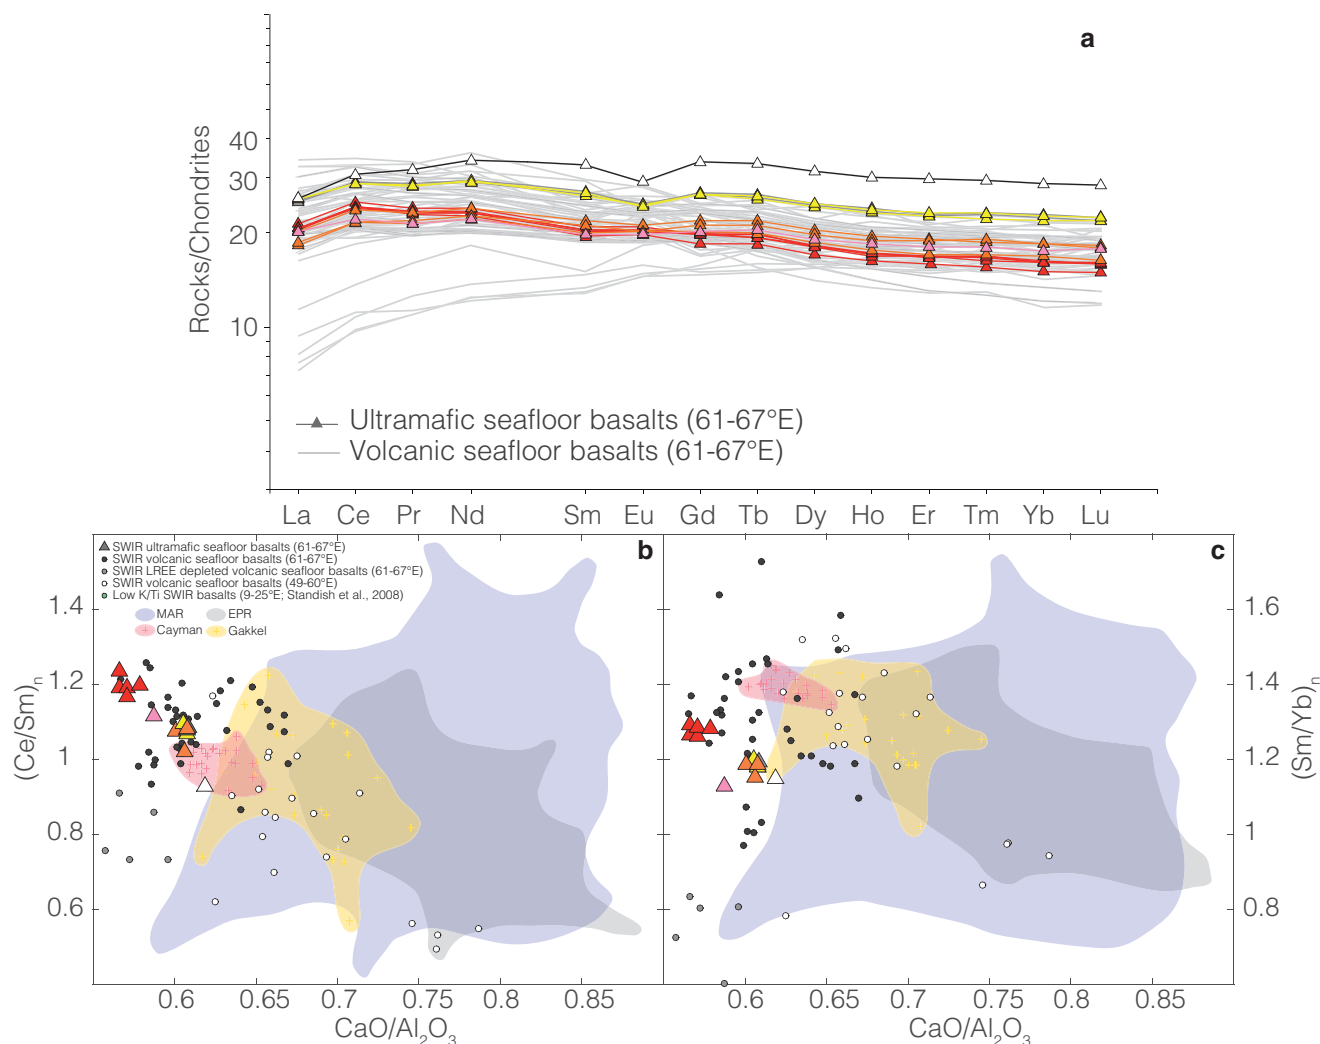 a
Rocks/Chondrites
40
30
20
10
Ultramafic seafloor basalts (61-67°E)
Volcanic seafloor basalts (61-67°E)
La Ce Pr Nd Sm Eu Gd Tb Dy Ho Er Tm Yb Lu
b
SWIR ultramafic seafloor basalts (61-67°E)
SWIR volcanic seafloor basalts (61-67°E)
SWIR LREE depleted volcanic seafloor basalts (61-67°E)
SWIR volcanic seafloor basalts (49-60°E)
Low K/Ti SWIR basalts (9-25°E; Standish et al., 2008)
MAR EPR
Cayman Gakkel
(Ce/Sm)n
1.4
1.2
1
0.8
0.6
0.6 0.65 0.7 0.75 0.8 0.85
CaO/Al2O3
c
(Sm/Yb)n
1.6
1.4
1.2
1
0.8
0.6 0.65 0.7 0.75 0.8 0.85
CaO/Al2O3